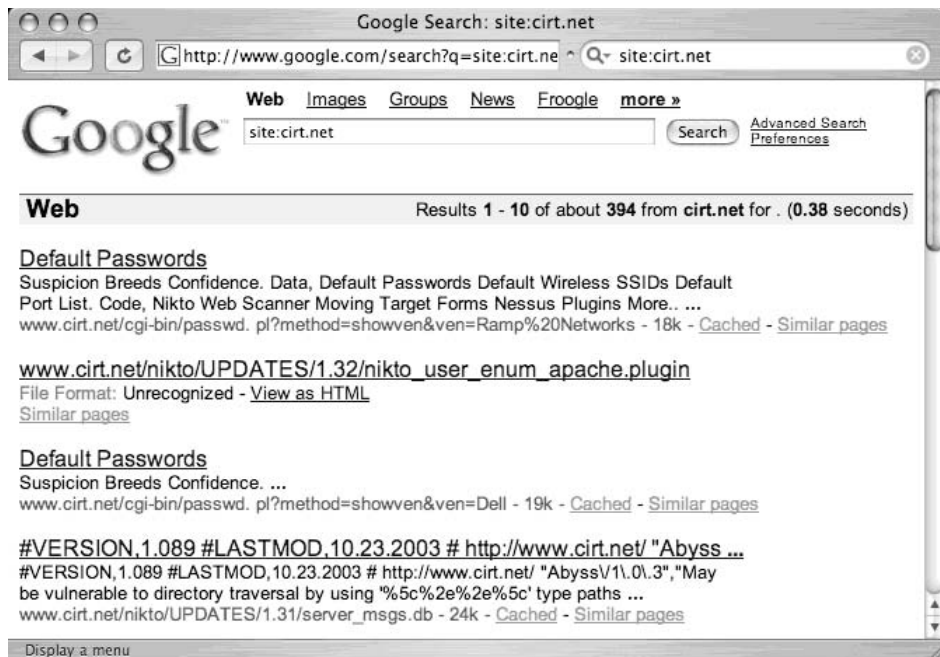 Google Search: site:cirt.net
G http://www.google.com/search?q=site:cirt.ne
Q site:cirt.net
Google™
Web Images Groups News Froogle more »
site:cirt.net
Search
Advanced Search
Preferences
Web
Results 1 - 10 of about 394 from cirt.net for . (0.38 seconds)
Default Passwords
Suspicion Breeds Confidence. Data, Default Passwords Default Wireless SSIDs Default
Port List. Code, Nikto Web Scanner Moving Target Forms Nessus Plugins More.. ...
www.cirt.net/cgi-bin/passwd. pl?method=showven&ven=Ramp%20Networks - 18k - Cached - Similar pages
www.cirt.net/nikto/UPDATES/1.32/nikto_user_enum_apache.plugin
File Format: Unrecognized - View as HTML
Similar pages
Default Passwords
Suspicion Breeds Confidence. ...
www.cirt.net/cgi-bin/passwd. pl?method=showven&ven=Dell - 19k - Cached - Similar pages
#VERSION,1.089 #LASTMOD,10.23.2003 # http://www.cirt.net/ "Abyss ...
#VERSION,1.089 #LASTMOD,10.23.2003 # http://www.cirt.net/ "Abyss\/1\.0\.3","May
be vulnerable to directory traversal by using '%5c%2e%2e%5c' type paths ...
www.cirt.net/nikto/UPDATES/1.31/server_msgs.db - 24k - Cached - Similar pages
Display a menu